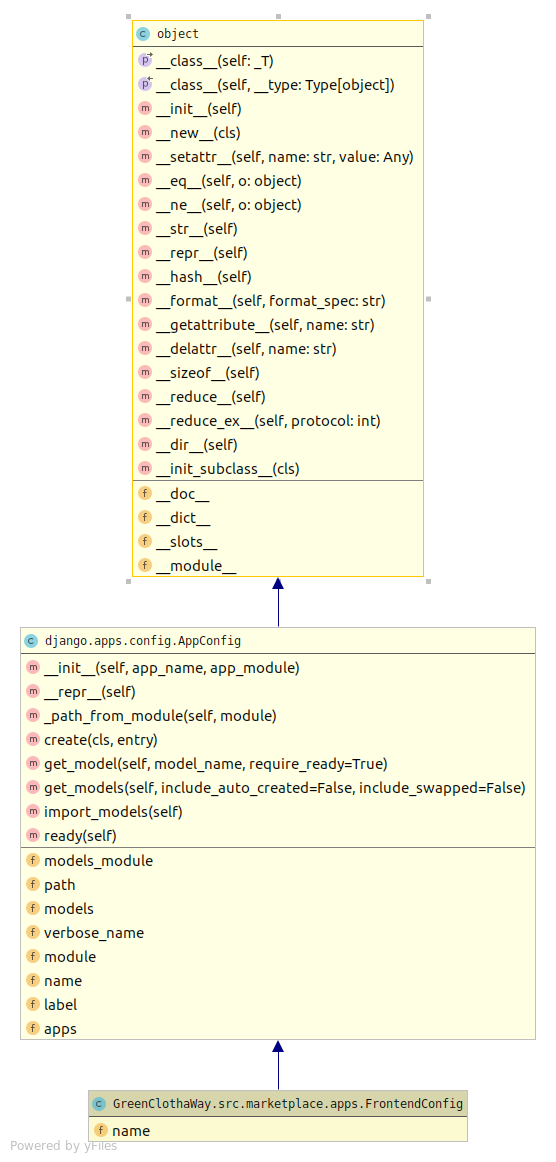 object
__class__(self: _T)
__class__(self, __type: Type[object])
__init__(self)
__new__(cls)
__setattr__(self, name: str, value: Any)
__eq__(self, o: object)
__ne__(self, o: object)
__str__(self)
__repr__(self)
__hash__(self)
__format__(self, format_spec: str)
__getattribute__(self, name: str)
__delattr__(self, name: str)
__sizeof__(self)
__reduce__(self)
__reduce_ex__(self, protocol: int)
__dir__(self)
__init_subclass__(cls)
__doc__
__dict__
__slots__
__module__
django.apps.config.AppConfig
__init__(self, app_name, app_module)
__repr__(self)
_path_from_module(self, module)
create(cls, entry)
get_model(self, model_name, require_ready=True)
get_models(self, include_auto_created=False, include_swapped=False)
import_models(self)
ready(self)
models_module
path
models
verbose_name
module
name
label
apps
GreenClothaWay.src.marketplace.apps.FrontendConfig
name
Powered by yFiles